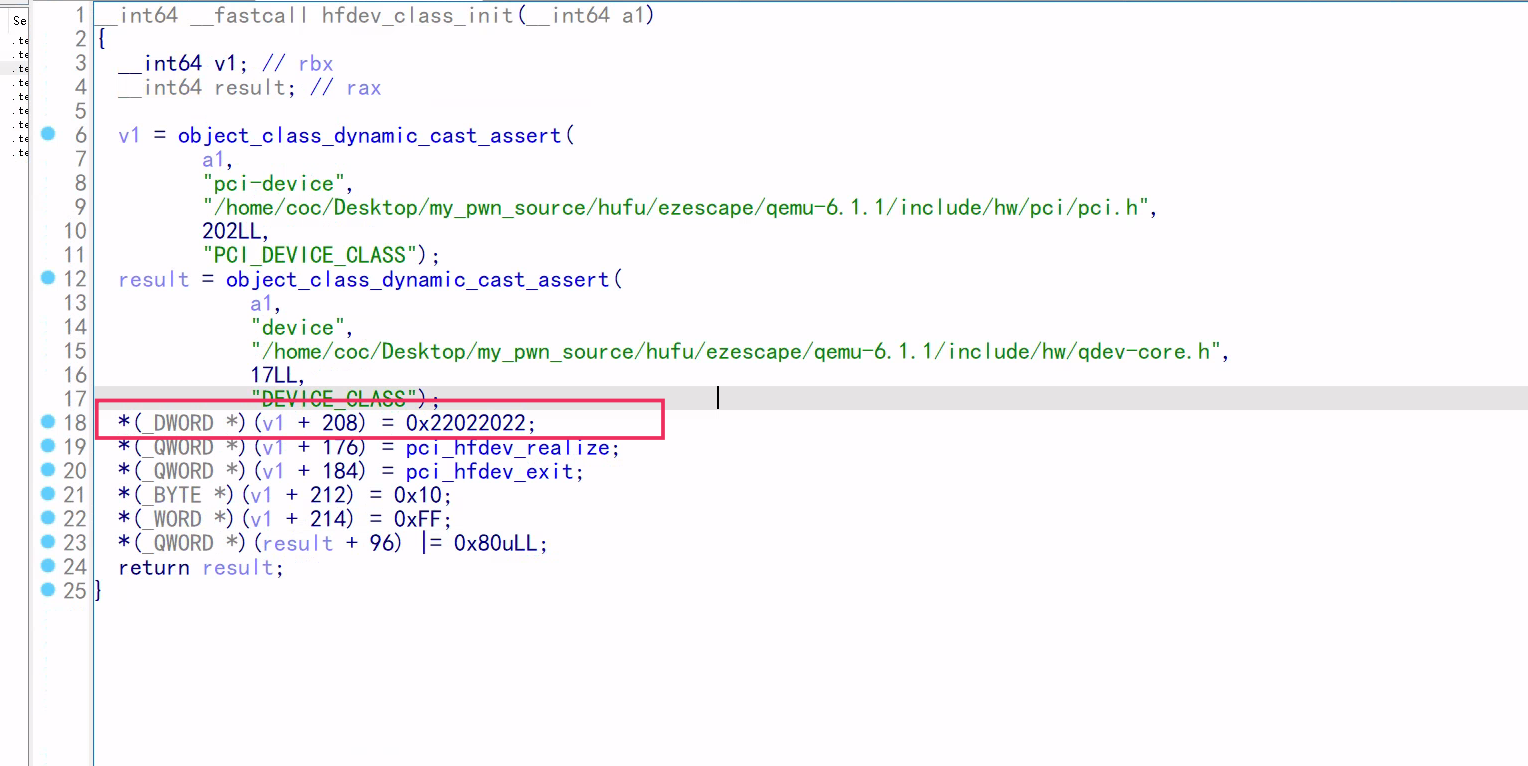 Se
.te
.te
.te
.te
.te
.te
.te
.te
.te
1 __int64 __fastcall hfdev_class_init(__int64 a1)
2 {
3 __int64 v1; // rbx
4 __int64 result; // rax
5
6 v1 = object_class_dynamic_cast_assert(
7 a1,
8 "pci-device",
9 "/home/coc/Desktop/my_pwn_source/hufu/ezescape/qemu-6.1.1/include/hw/pci/pci.h",
10 202LL,
11 "PCI_DEVICE_CLASS");
12 result = object_class_dynamic_cast_assert(
13 a1,
14 "device",
15 "/home/coc/Desktop/my_pwn_source/hufu/ezescape/qemu-6.1.1/include/hw/qdev-core.h",
16 17LL,
17 "DEVICE_CLASS");
18 *(_DWORD *)(v1 + 208) = 0x22022022;
19 *(_QWORD *)(v1 + 176) = pci_hfdev_realize;
20 *(_QWORD *)(v1 + 184) = pci_hfdev_exit;
21 *(_BYTE *)(v1 + 212) = 0x10;
22 *(_WORD *)(v1 + 214) = 0xFF;
23 *(_QWORD *)(result + 96) |= 0x80uLL;
24 return result;
25 }